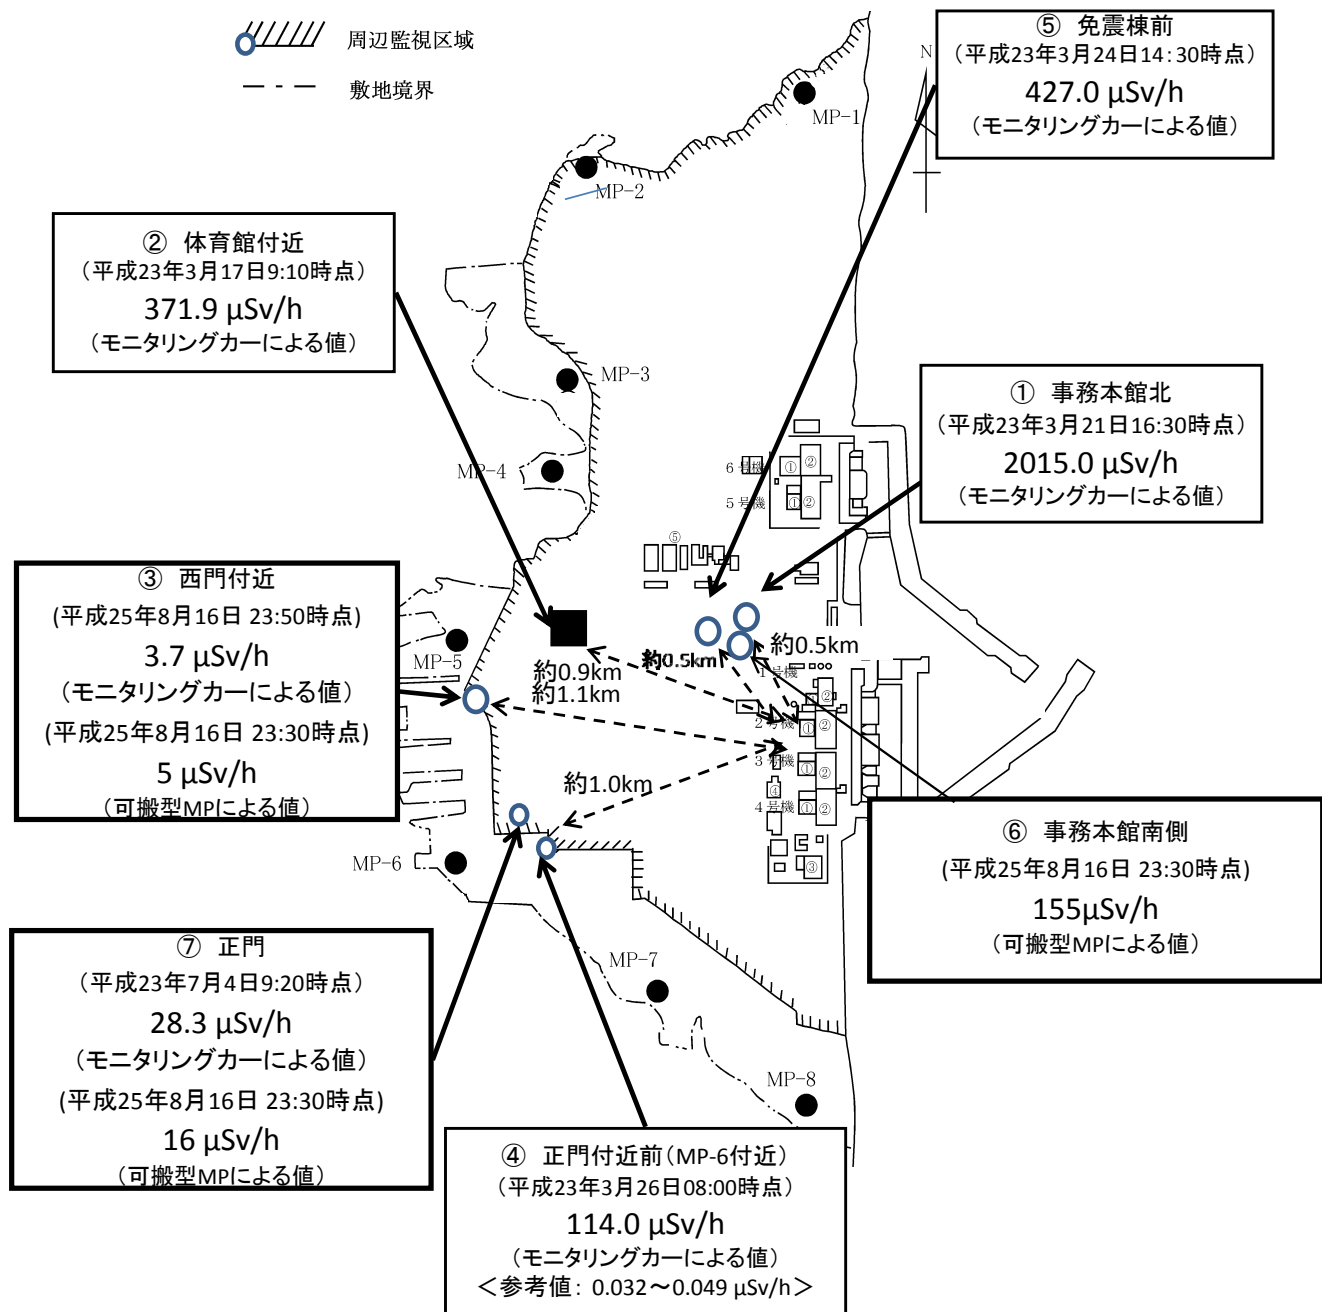 周辺監視区域
敷地境界
⑤ 免震棟前
（平成23年3月24日14:30時点）
427.0 μSv/h
（モニタリングカーによる値）
N
MP-1
MP-2
② 体育館付近
（平成23年3月17日9:10時点）
371.9 μSv/h
（モニタリングカーによる値）
MP-3
MP-4
① 事務本館北
（平成23年3月21日16:30時点）
2015.0 μSv/h
（モニタリングカーによる値）
6号機
① ②
5号機
① ②
⑤
③ 西門付近
(平成25年8月16日 23:50時点)
3.7 μSv/h
（モニタリングカーによる値）
(平成25年8月16日 23:30時点)
5 μSv/h
（可搬型MPによる値）
MP-5
約0.9km
約1.1km
約0.5km
約0.5km
1号機
②
2号機
① ②
3号機
① ②
④
4号機
① ②
③
約1.0km
MP-6
⑥ 事務本館南側
(平成25年8月16日 23:30時点)
155μSv/h
（可搬型MPによる値）
⑦ 正門
（平成23年7月4日9:20時点）
28.3 μSv/h
（モニタリングカーによる値）
(平成25年8月16日 23:30時点)
16 μSv/h
（可搬型MPによる値）
MP-7
MP-8
④ 正門付近前（MP-6付近）
（平成23年3月26日08:00時点）
114.0 μSv/h
（モニタリングカーによる値）
＜参考値: 0.032～0.049 μSv/h＞